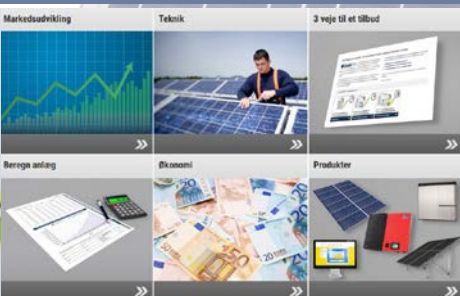 Markedsudvikling
Teknik
3 veje til et tilbud
Beregn anlæg
Økonomi
Produkter